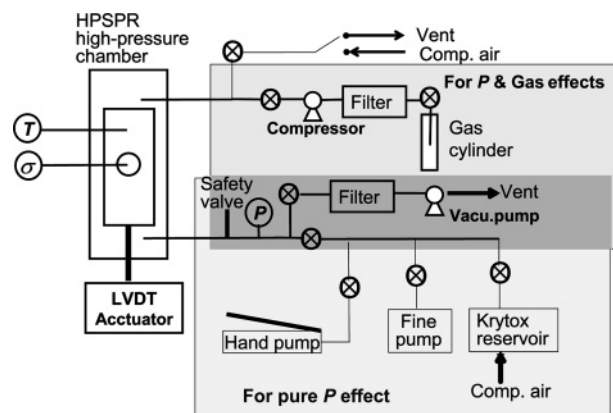 HPSPR
high-pressure
chamber
Vent
Comp. air
For P & Gas effects
Filter
Compressor
Gas
cylinder
T
σ
Safety
valve
P
Filter
Vent
Vacu.pump
LVDT
Acctuator
Hand pump
Fine
pump
Krytox
reservoir
Comp. air
For pure P effect